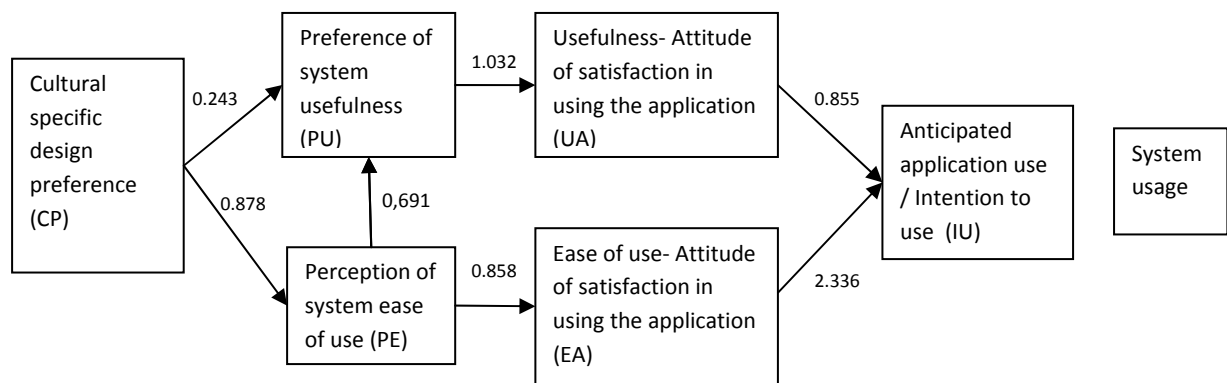 Cultural
specific
design
preference
(CP)
0.243
0.878
Preference of
system
usefulness
(PU)
0,691
Perception of
system ease
of use (PE)
1.032
0.858
Usefulness- Attitude
of satisfaction in
using the application
(UA)
Ease of use- Attitude
of satisfaction in
using the application
(EA)
0.855
2.336
Anticipated
application use
/ Intention to
use (IU)
System
usage